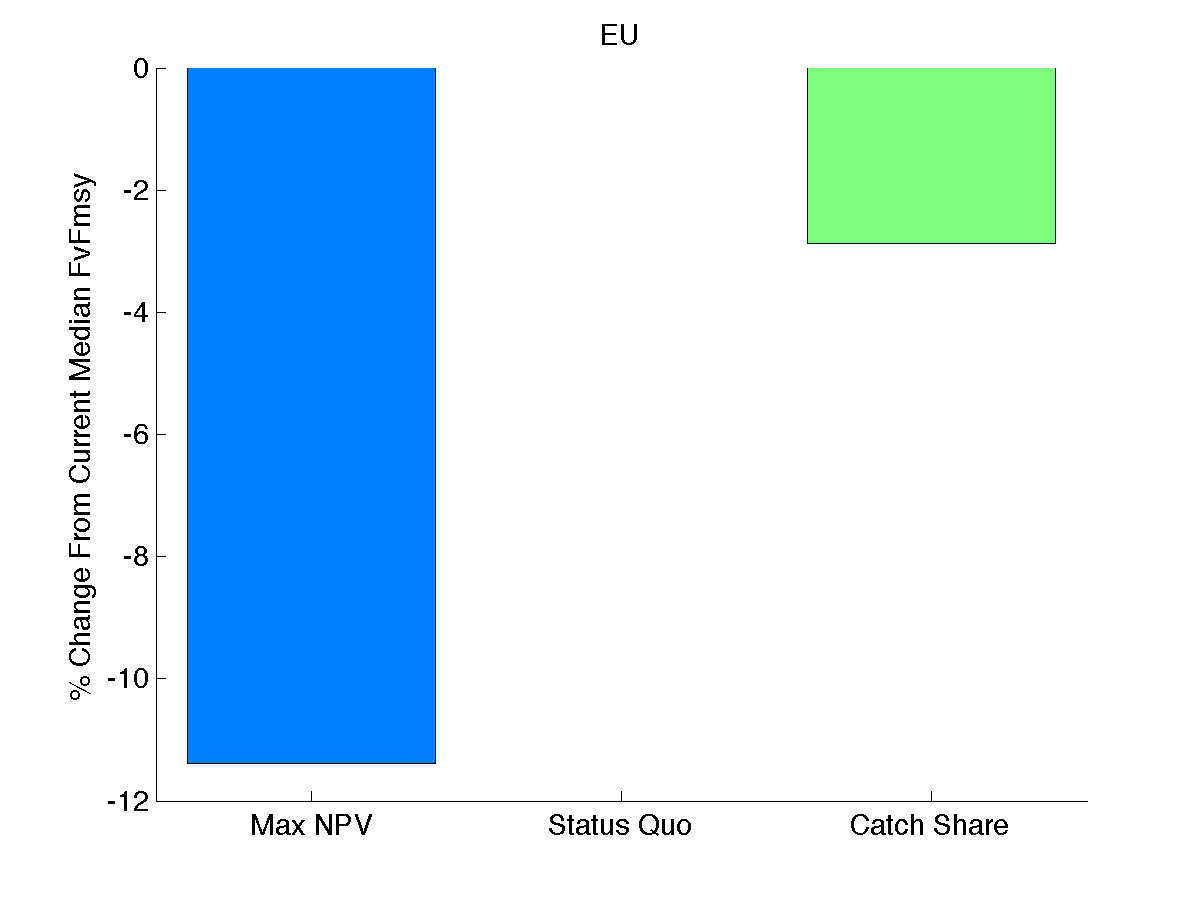 EU
% Change From Current Median FvFmsy
0
-2
-4
-6
-8
-10
-12
Max NPV
Status Quo
Catch Share